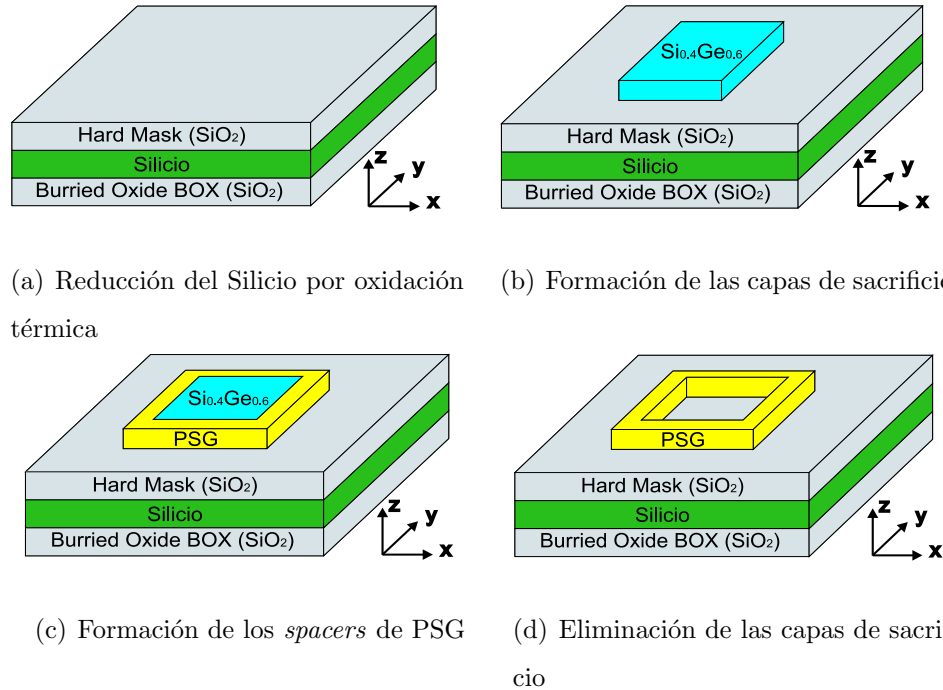 Hard Mask (SiO₂)
Silicio
Burried Oxide BOX (SiO₂)
z
y
x
(a) Reducción del Silicio por oxidación
térmica
Si₀.₄Ge₀.₆
Hard Mask (SiO₂)
Silicio
Burried Oxide BOX (SiO₂)
z
y
x
(b) Formación de las capas de sacrificio
Si₀.₄Ge₀.₆
PSG
Hard Mask (SiO₂)
Silicio
Burried Oxide BOX (SiO₂)
z
y
x
(c) Formación de los spacers de PSG
PSG
Hard Mask (SiO₂)
Silicio
Burried Oxide BOX (SiO₂)
z
y
x
(d) Eliminación de las capas de sacri
cio